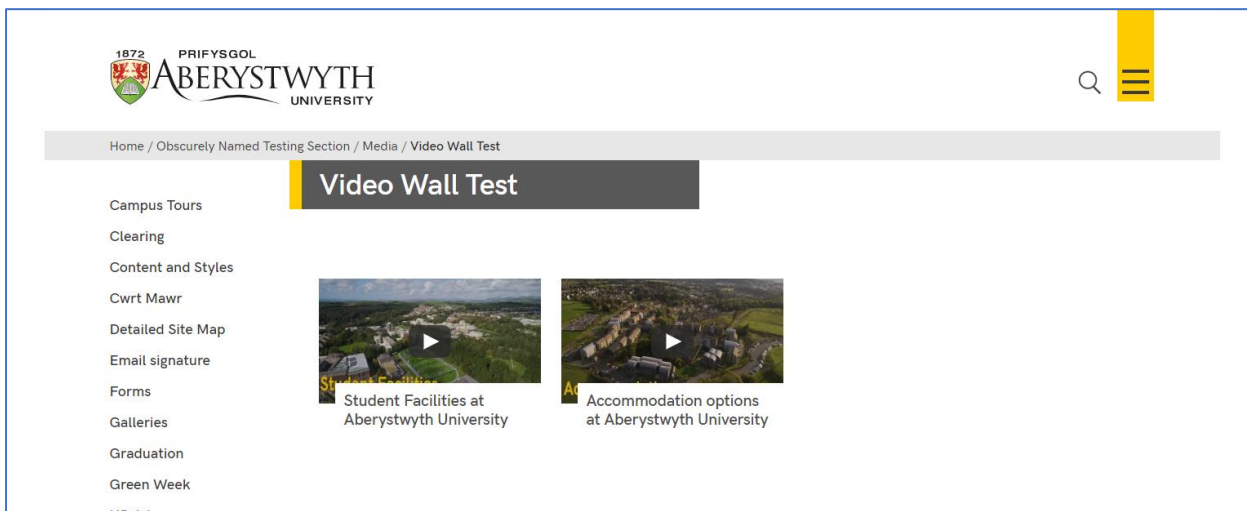 1872 PRIFYSGOL
ABERYSTWYTH
UNIVERSITY
Home / Obscurely Named Testing Section / Media / Video Wall Test
Video Wall Test
Campus Tours
Clearing
Content and Styles
Cwrt Mawr
Detailed Site Map
Email signature
Forms
Galleries
Graduation
Green Week
Student Facilities
Student Facilities at
Aberystwyth University
Accommodation options
at Aberystwyth University